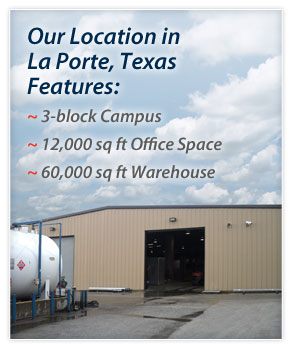 Our Location in
La Porte, Texas
Features:
~ 3-block Campus
~ 12,000 sq ft Office Space
~ 60,000 sq ft Warehouse